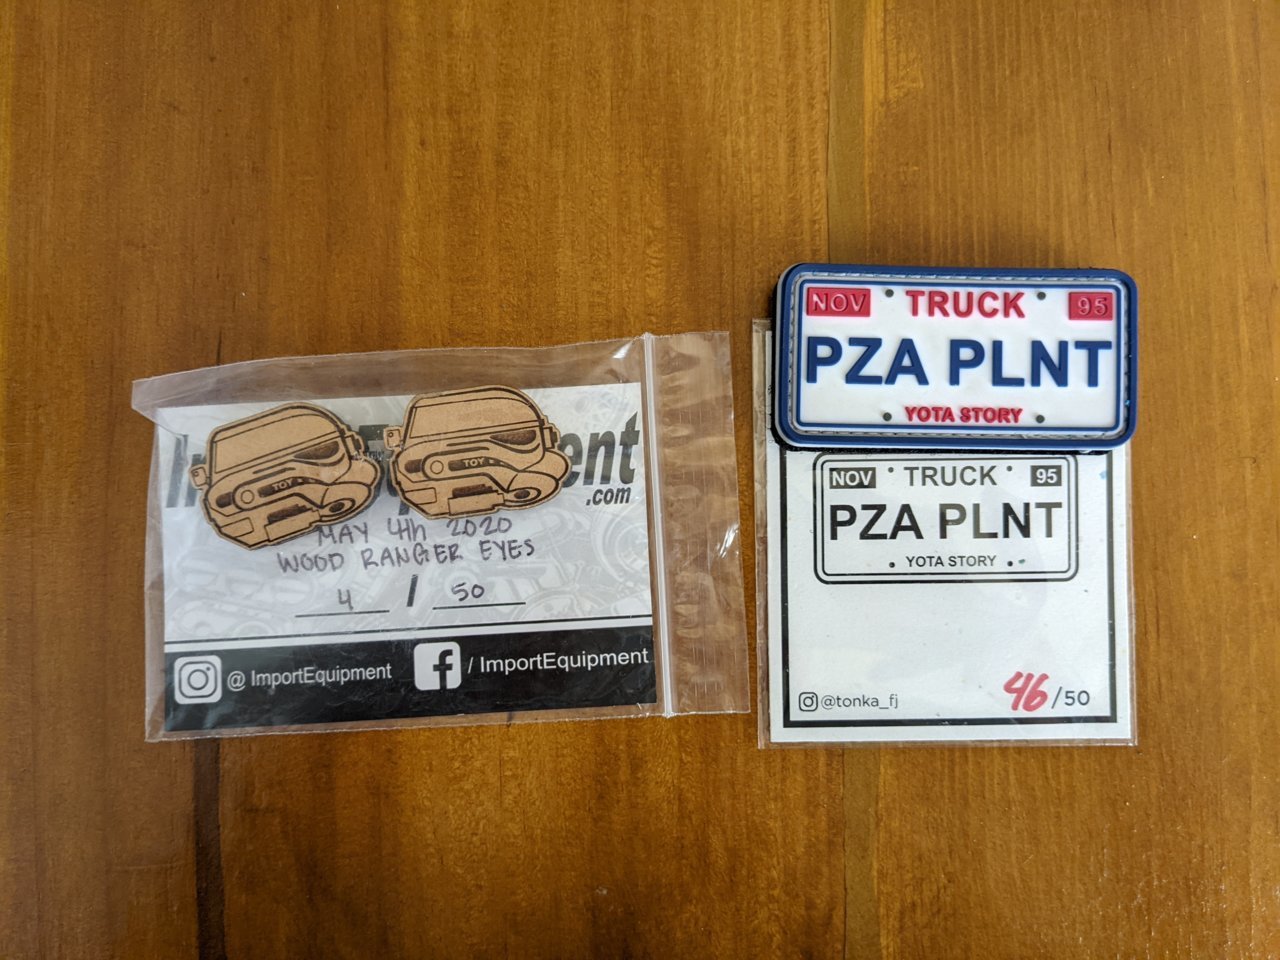 TOY
TOY
ent
.com
MAY 4th 2020
WOOD RANGER EYES
4 / 50
@ ImportEquipment
/ ImportEquipment
NOV TRUCK 95
PZA PLNT
YOTA STORY
NOV TRUCK 95
PZA PLNT
YOTA STORY
@tonka_fj
46/50